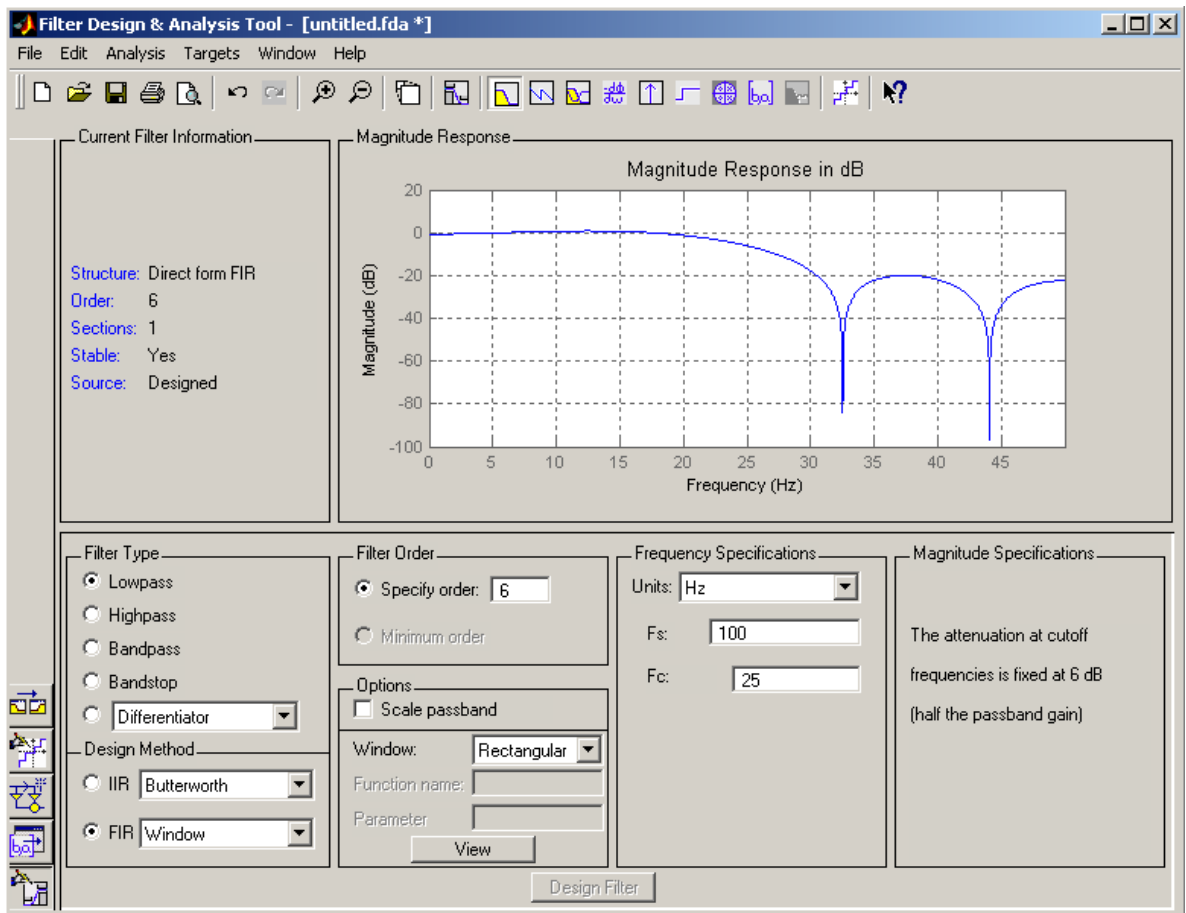 Filter Design & Analysis Tool - [untitled.fda *]
File Edit Analysis Targets Window Help
Current Filter Information
Structure: Direct form FIR
Order: 6
Sections: 1
Stable: Yes
Source: Designed
Magnitude Response
Magnitude Response in dB
20
0
-20
-40
-60
-80
-100
Magnitude (dB)
0 5 10 15 20 25 30 35 40 45
Frequency (Hz)
Filter Type
Lowpass
Highpass
Bandpass
Bandstop
Differentiator
Design Method
IIR Butterworth
FIR Window
Filter Order
Specify order: 6
Minimum order
Options
Scale passband
Window: Rectangular
Function name:
Parameter
View
Frequency Specifications
Units: Hz
Fs: 100
Fc: 25
Magnitude Specifications
The attenuation at cutoff
frequencies is fixed at 6 dB
(half the passband gain)
Design Filter